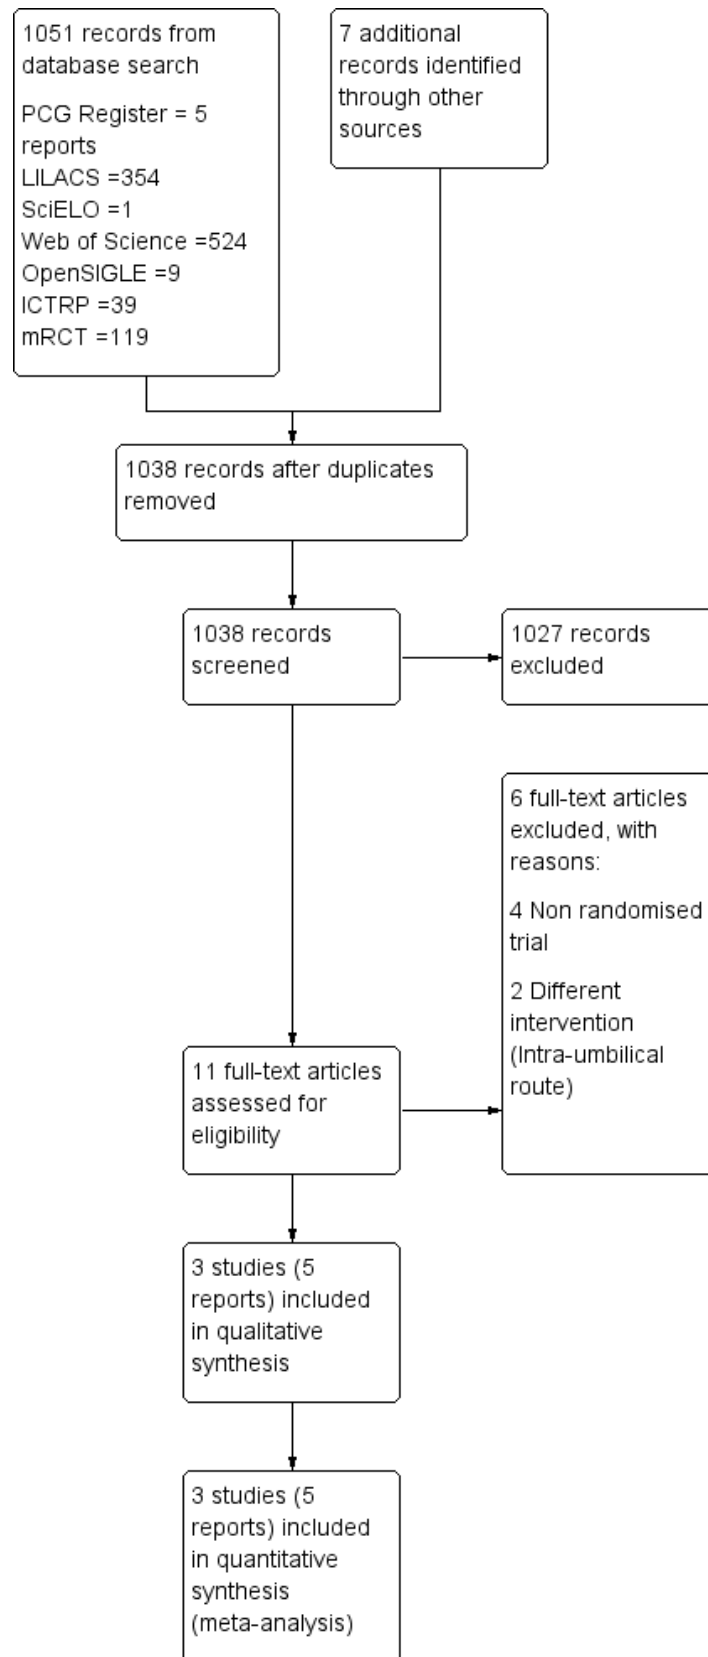 1051 records from
database search
PCG Register = 5
reports
LILACS =354
SciELO =1
Web of Science =524
OpenSIGLE =9
ICTRP =39
mRCT =119
7 additional
records identified
through other
sources
1038 records after duplicates
removed
1038 records
screened
1027 records
excluded
6 full-text articles
excluded, with
reasons:
4 Non randomised
trial
2 Different
intervention
(Intra-umbilical
route)
11 full-text articles
assessed for
eligibility
3 studies (5
reports) included
in qualitative
synthesis
3 studies (5
reports) included
in quantitative
synthesis
(meta-analysis)